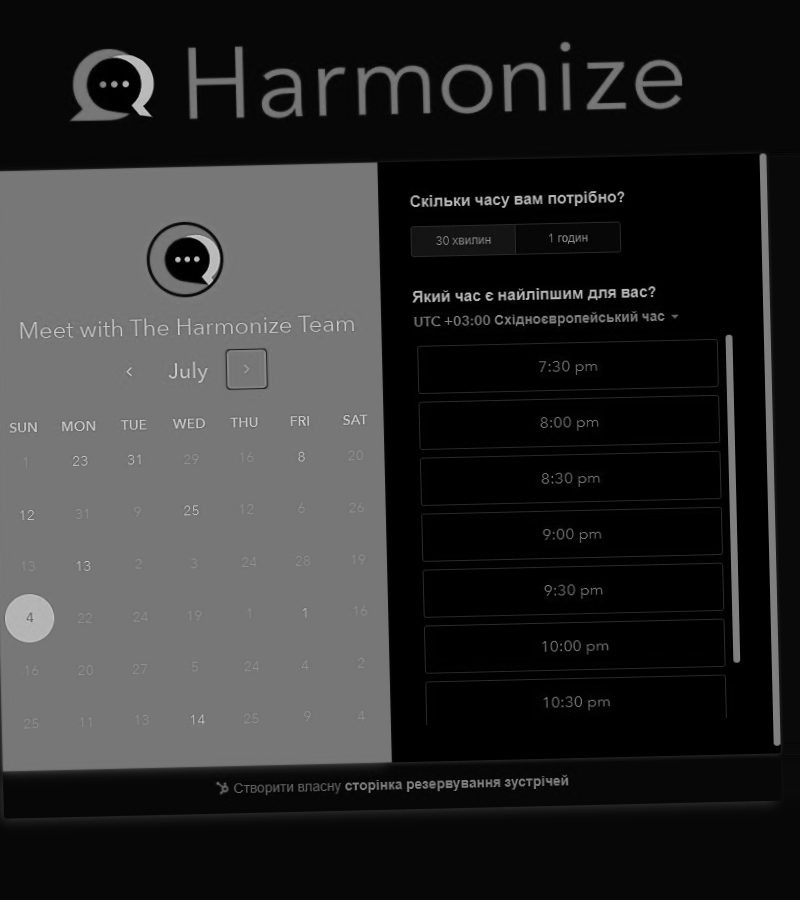 Harmonize
Meet with The Harmonize Team
July
SUN MON TUE WED THU FRI SAT
1 23 31 29 16 8 20
12 31 9 25 12 6 26
13 13 2 3 24 28 19
4 22 24 19 1 1 16
16 20 27 5 24 4 2
25 11 13 14 25 9 4
Скільки часу вам потрібно?
30 хвилин 1 годин
Який час є найліпшим для вас?
UTC +03:00 Східноєвропейський час
7:30 pm
8:00 pm
8:30 pm
9:00 pm
9:30 pm
10:00 pm
10:30 pm
Створити власну сторінка резервування зустрічей